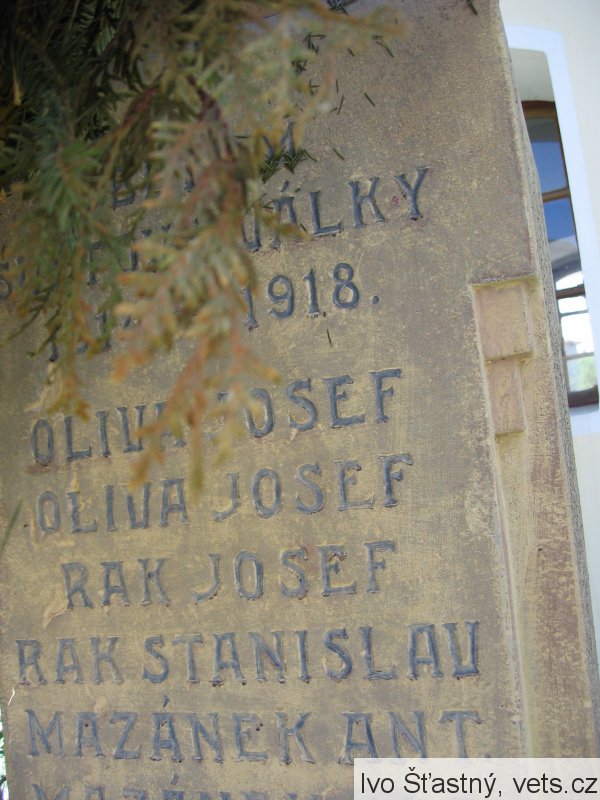 VÁLKY
1918.
OLIVA JOSEF
OLIVA JOSEF
RAK JOSEF
RAK STANISLAV
MAZÁNEK ANT.
Ivo Šťastný, vets.cz